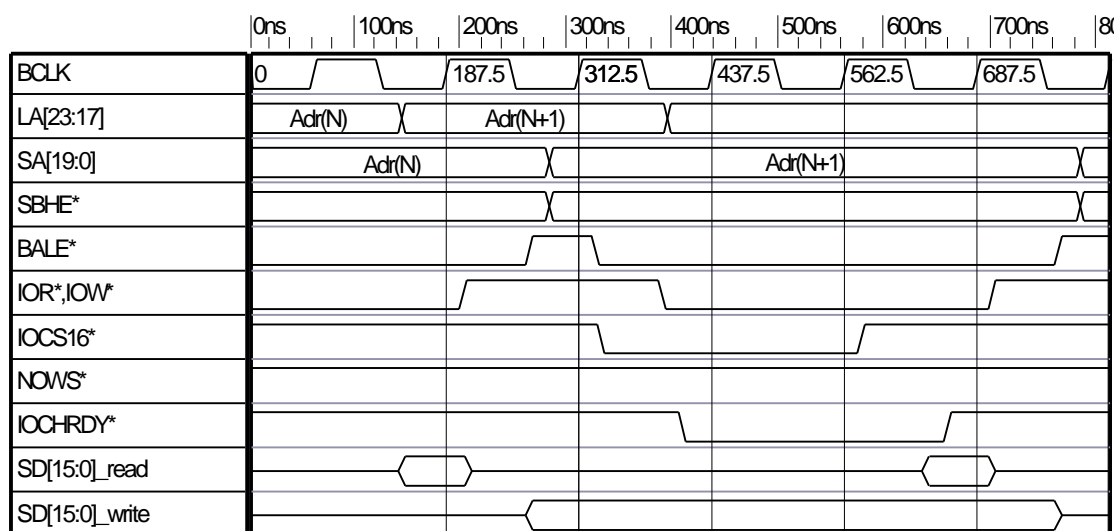 0ns 100ns 200ns 300ns 400ns 500ns 600ns 700ns 80
BCLK 0 187.5 312.5 437.5 562.5 687.5
LA[23:17] Adr(N) Adr(N+1)
SA[19:0] Adr(N) Adr(N+1)
SBHE*
BALE*
IOR*,IOW*
IOCS16*
NOWS*
IOCHRDY*
SD[15:0]_read
SD[15:0]_write